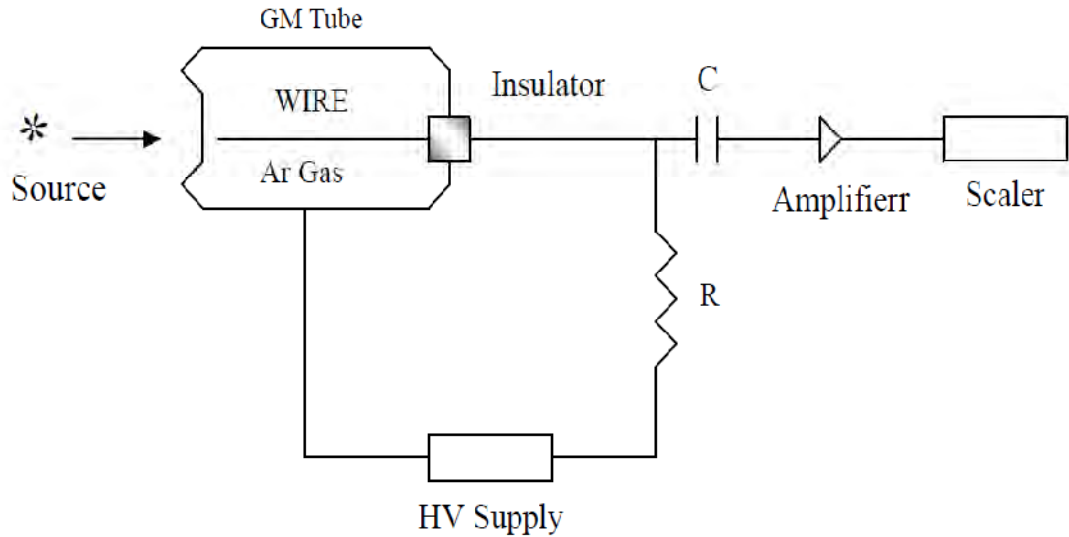 GM Tube
Insulator
C
WIRE
*
Ar Gas
Source
Amplifierr
Scaler
R
HV Supply